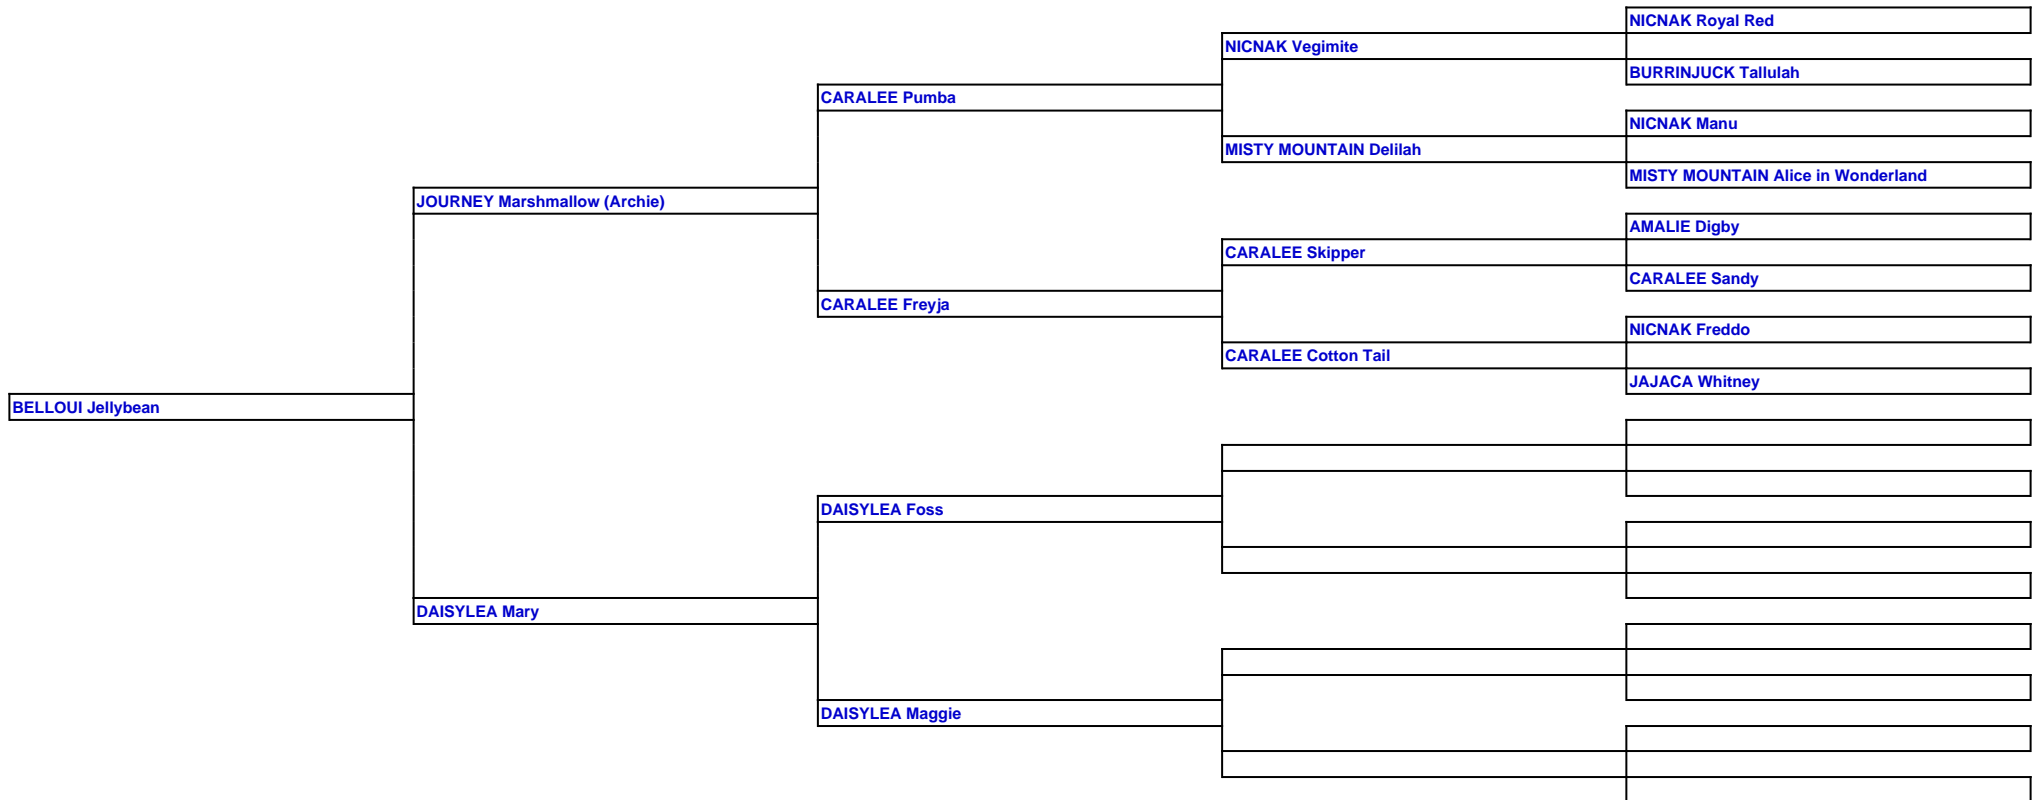 NICNAK Royal Red
NICNAK Vegimite
BURRINJUCK Tallulah
CARALEE Pumba
NICNAK Manu
MISTY MOUNTAIN Delilah
MISTY MOUNTAIN Alice in Wonderland
JOURNEY Marshmallow (Archie)
AMALIE Digby
CARALEE Skipper
CARALEE Sandy
CARALEE Freyja
NICNAK Freddo
CARALEE Cotton Tail
JAJACA Whitney
BELLOUI Jellybean
DAISYLEA Foss
DAISYLEA Mary
DAISYLEA Maggie